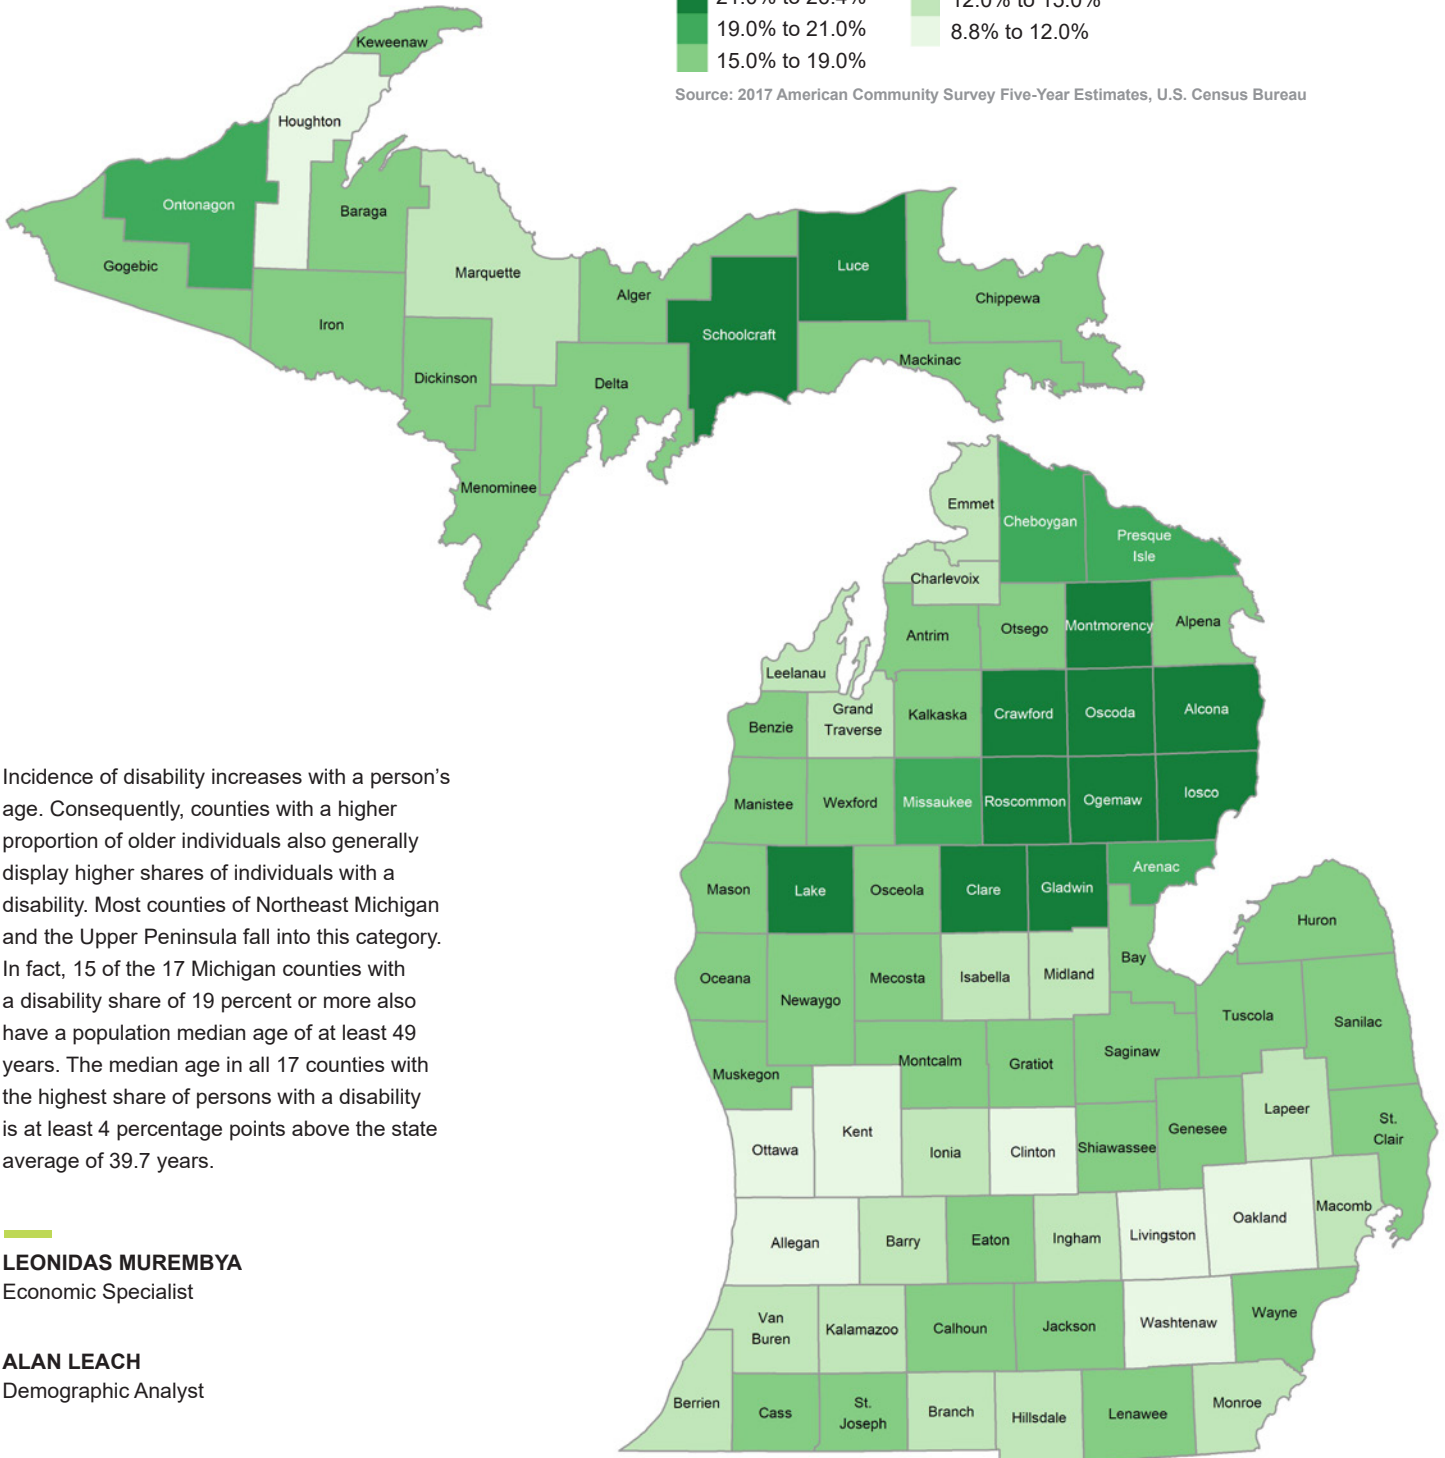 12.0% to 15.0%
19.0% to 21.0%
8.8% to 12.0%
15.0% to 19.0%
Source: 2017 American Community Survey Five-Year Estimates, U.S. Census Bureau
Keweenaw
Houghton
Ontonagon
Baraga
Gogebic
Marquette
Iron
Dickinson
Menominee
Alger
Delta
Schoolcraft
Luce
Chippewa
Mackinac
Emmet
Cheboygan
Presque
Isle
Charlevoix
Antrim
Otsego
Montmorency
Alpena
Leelanau
Benzie
Grand
Traverse
Kalkaska
Crawford
Oscoda
Alcona
Manistee
Wexford
Missaukee
Roscommon
Ogemaw
Iosco
Mason
Lake
Osceola
Clare
Gladwin
Arenac
Oceana
Newaygo
Mecosta
Isabella
Midland
Bay
Huron
Muskegon
Montcalm
Gratiot
Saginaw
Tuscola
Sanilac
Ottawa
Kent
Ionia
Clinton
Shiawassee
Genesee
Lapeer
St.
Clair
Allegan
Barry
Eaton
Ingham
Livingston
Oakland
Macomb
Van
Buren
Kalamazoo
Calhoun
Jackson
Washtenaw
Wayne
Berrien
Cass
St.
Joseph
Branch
Hillsdale
Lenawee
Monroe
Incidence of disability increases with a person’s
age. Consequently, counties with a higher
proportion of older individuals also generally
display higher shares of individuals with a
disability. Most counties of Northeast Michigan
and the Upper Peninsula fall into this category.
In fact, 15 of the 17 Michigan counties with
a disability share of 19 percent or more also
have a population median age of at least 49
years. The median age in all 17 counties with
the highest share of persons with a disability
is at least 4 percentage points above the state
average of 39.7 years.
LEONIDAS MUREMBYA
Economic Specialist
ALAN LEACH
Demographic Analyst